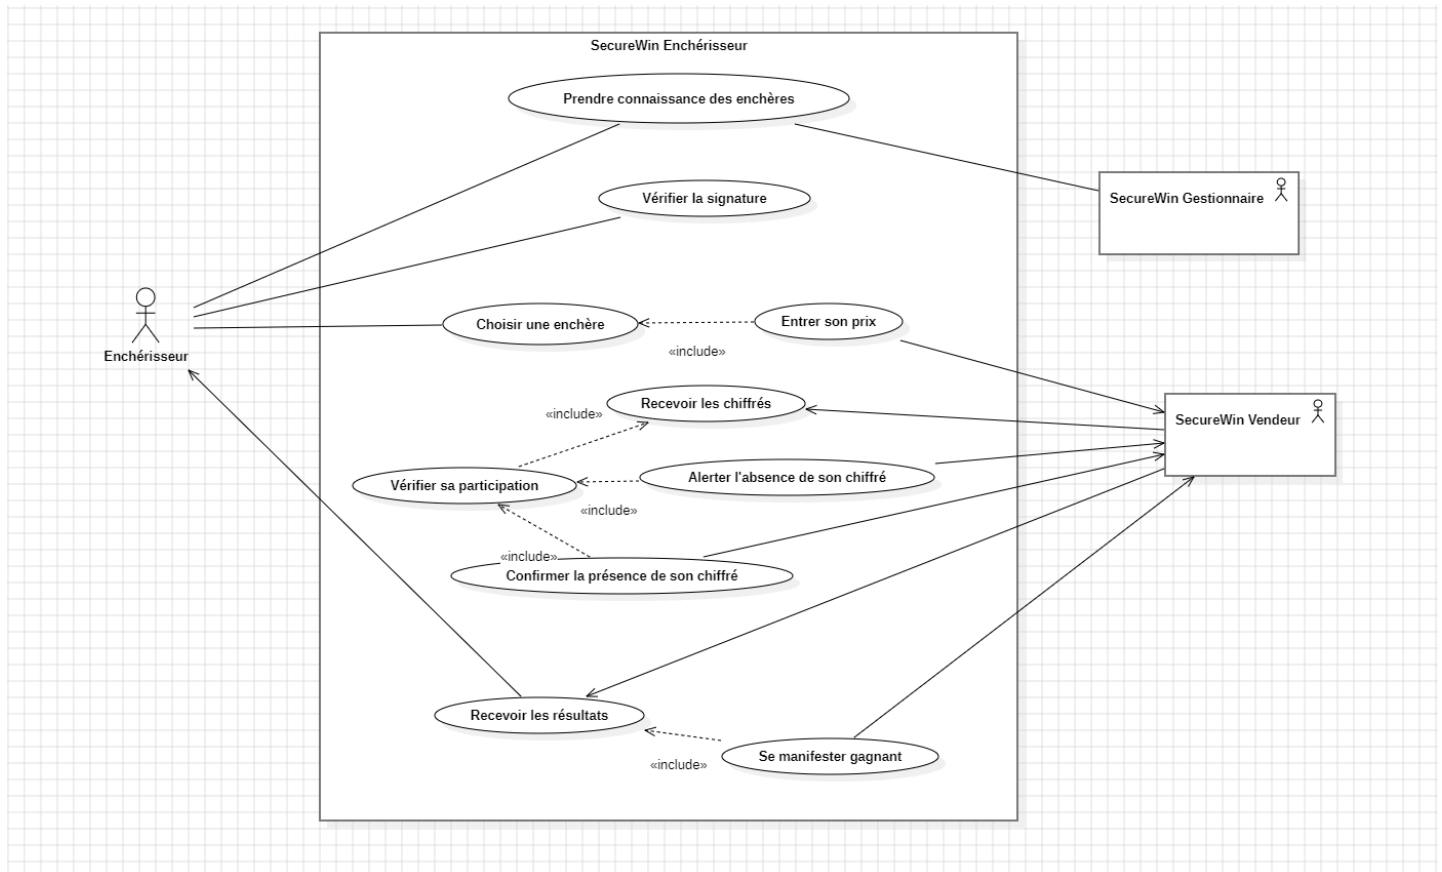 SecureWin Enchérisseur
Prendre connaissance des enchères
SecureWin Gestionnaire
Vérifier la signature
Enchérisseur
Choisir une enchère
Entrer son prix
«include»
Recevoir les chiffrés
«include»
SecureWin Vendeur
Vérifier sa participation
Alerter l'absence de son chiffré
«include»
«include»
Confirmer la présence de son chiffré
Recevoir les résultats
Se manifester gagnant
«include»